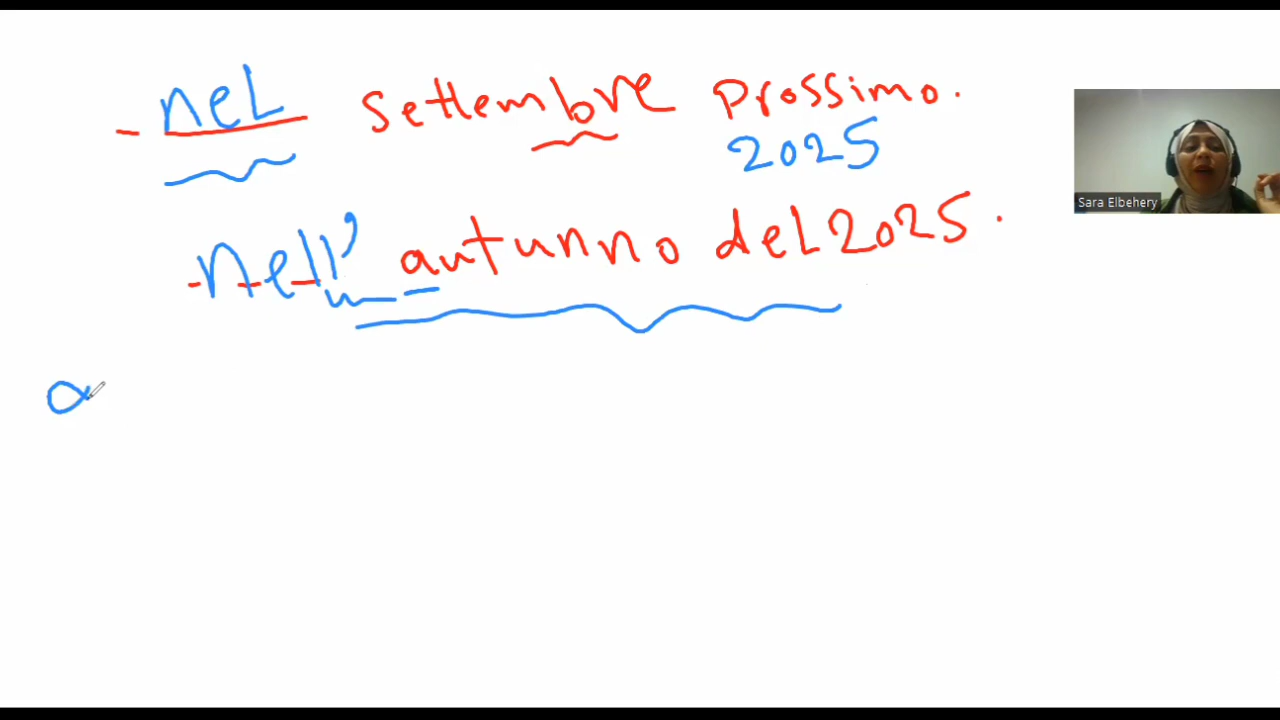 - nel settembre prossimo.
2025
Sara Elbehery
- nell' autunno del 2025.
a